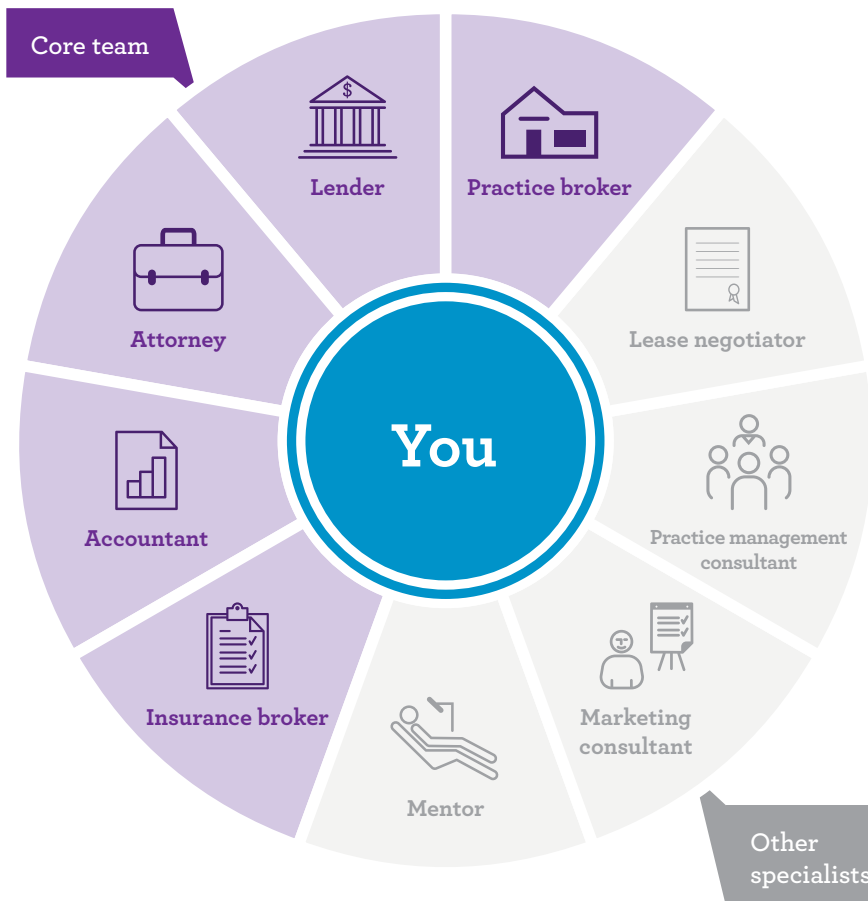 Core team
$
Lender
Practice broker
Attorney
Lease negotiator
You
Accountant
Practice management
consultant
Insurance broker
Marketing
consultant
Mentor
Other
specialists